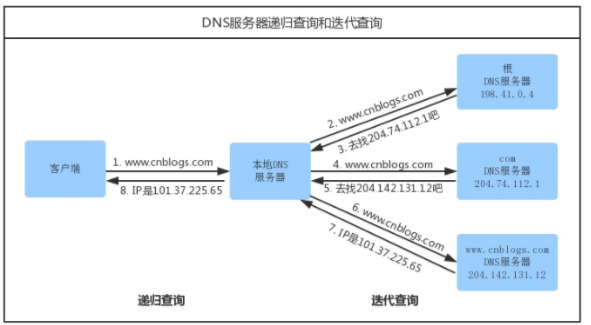 DNS服务器递归查询和迭代查询
根
DNS服务器
198.41.0.4
2. www.cnblogs.com
3. 去找204.74.112.1吧
客户端
1. www.cnblogs.com
8. IP是101.37.225.65
本地DNS
服务器
4. www.cnblogs.com
5. 去找204.142.131.12吧
com
DNS服务器
204.74.112.1
6. www.cnblogs.com
7. IP是101.37.225.65
www.cnblogs.com
DNS服务器
204.142.131.12
递归查询
迭代查询